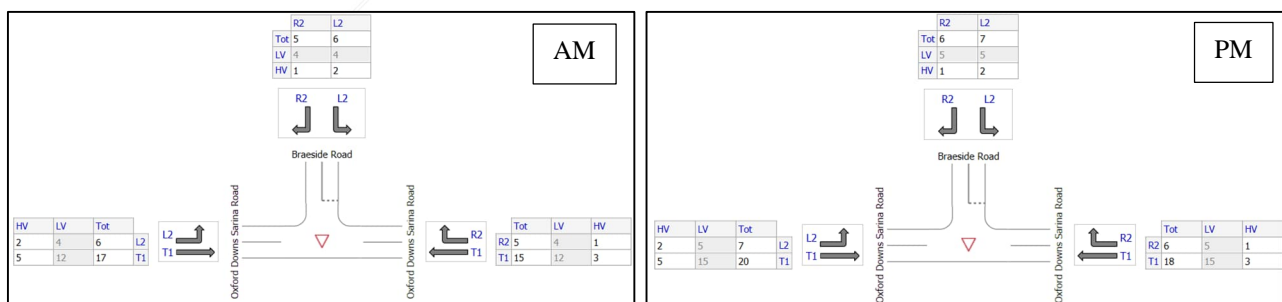 R2 L2
Tot 5 6
LV 4 4
HV 1 2
AM
R2 L2
Braeside Road
Oxford Downs Sarina Road
Oxford Downs Sarina Road
HV LV Tot
2 4 6 L2
5 12 17 T1
L2
T1
R2
T1
Tot LV HV
R2 5 4 1
T1 15 12 3
R2 L2
Tot 6 7
LV 5 5
HV 1 2
PM
R2 L2
Braeside Road
Oxford Downs Sarina Road
Oxford Downs Sarina Road
HV LV Tot
2 5 7 L2
5 15 20 T1
L2
T1
R2
T1
Tot LV HV
R2 6 5 1
T1 18 15 3